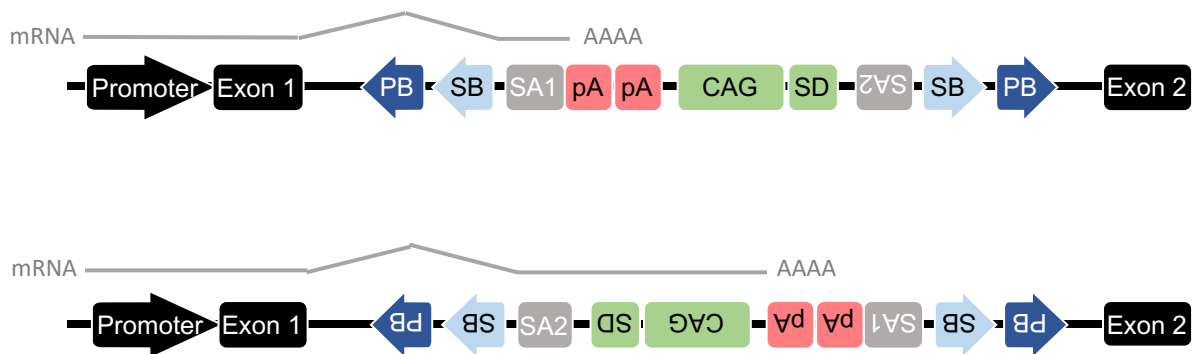 mRNA AAAA
Promoter Exon 1 PB SB SA1 pA pA CAG SD SA2 SB PB Exon 2
mRNA AAAA
Promoter Exon 1 PB SB SA2 SD CAG pA pA SA1 SB PB Exon 2